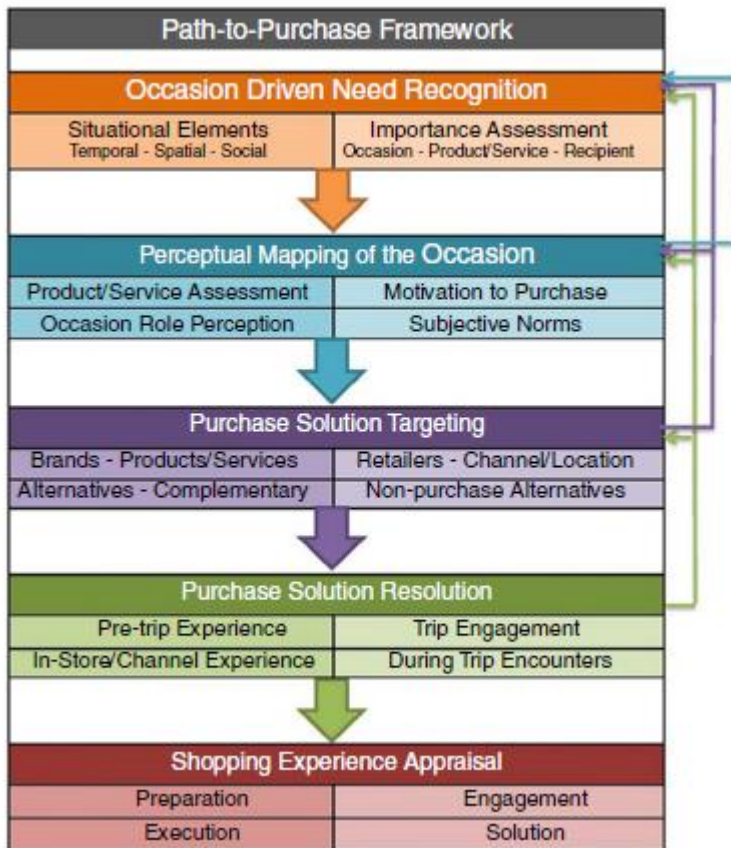 Path-to-Purchase Framework
Occasion Driven Need Recognition
Situational Elements
Temporal - Spatial - Social
Importance Assessment
Occasion - Product/Service - Recipient
Perceptual Mapping of the Occasion
Product/Service Assessment
Motivation to Purchase
Occasion Role Perception
Subjective Norms
Purchase Solution Targeting
Brands - Products/Services
Retailers - Channel/Location
Alternatives - Complementary
Non-purchase Alternatives
Purchase Solution Resolution
Pre-trip Experience
Trip Engagement
In-Store/Channel Experience
During Trip Encounters
Shopping Experience Appraisal
Preparation
Engagement
Execution
Solution